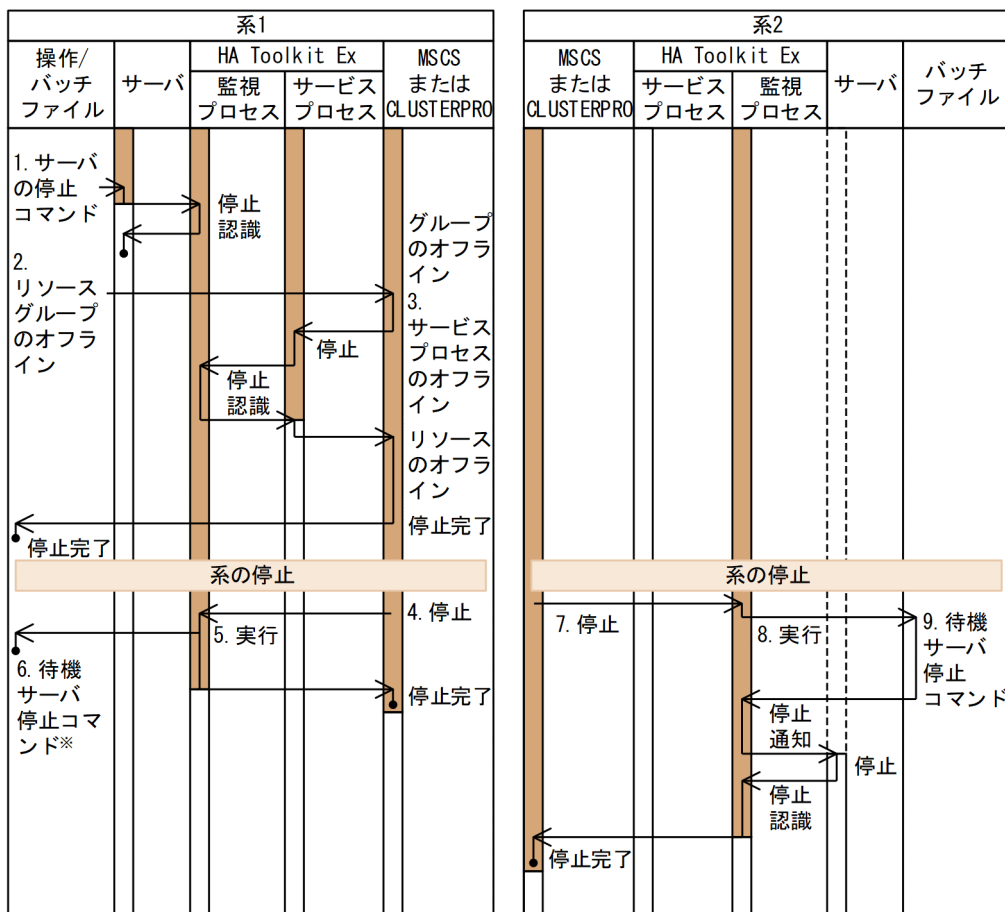 系1
操作/
バッチ
ファイル
サーバ
HA Toolkit Ex
監視
プロセス
サービス
プロセス
MSCS
または
CLUSTERPRO
1. サーバ
の停止
コマンド
停止
認識
グループ
のオフラ
イン
2.
リソース
グループ
のオフラ
イン
3.
サービス
プロセス
のオフラ
イン
停止
停止
認識
リソース
のオフラ
イン
停止完了
停止完了
系の停止
4. 停止
5. 実行
6. 待機
サーバ
停止コマ
ンド※
停止完了
系2
MSCS
または
CLUSTERPRO
HA Toolkit Ex
サービス
プロセス
監視
プロセス
サーバ
バッチ
ファイル
系の停止
7. 停止
8. 実行
9. 待機
サーバ
停止
コマンド
停止
通知
停止
停止
認識
停止完了